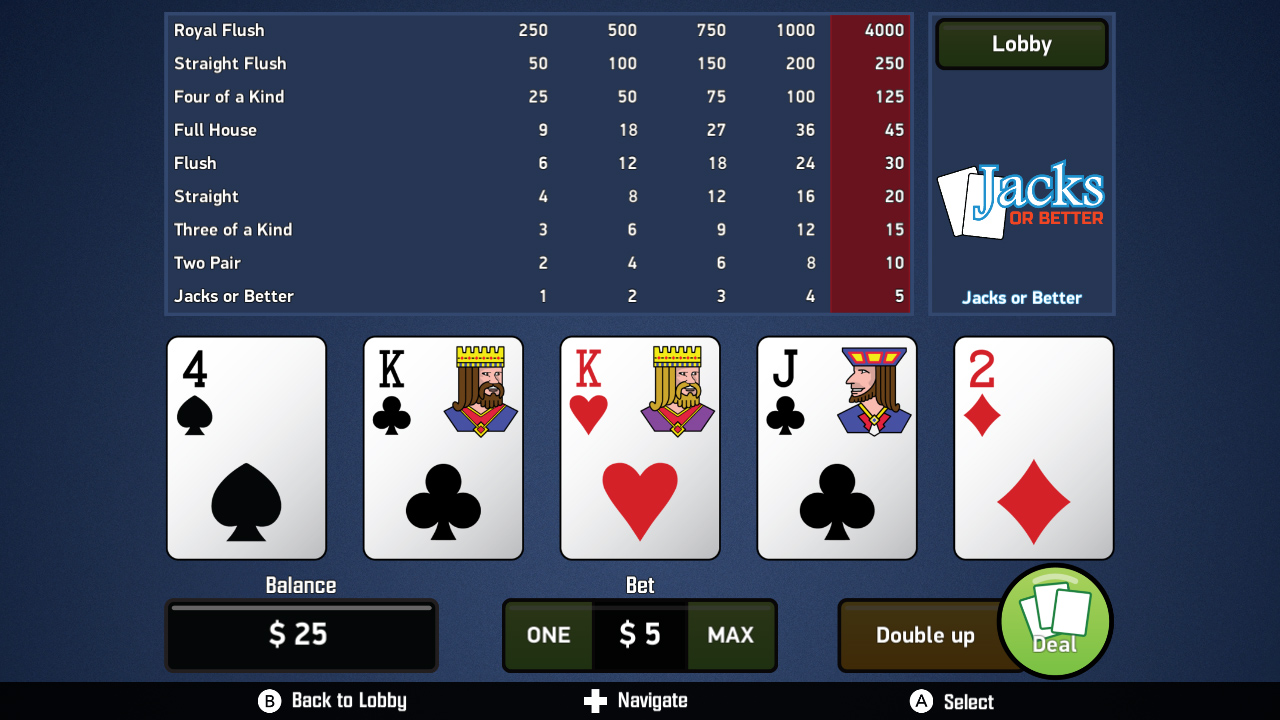 Royal Flush 250 500 750 1000 4000
Straight Flush 50 100 150 200 250
Four of a Kind 25 50 75 100 125
Full House 9 18 27 36 45
Flush 6 12 18 24 30
Straight 4 8 12 16 20
Three of a Kind 3 6 9 12 15
Two Pair 2 4 6 8 10
Jacks or Better 1 2 3 4 5
Lobby
Jacks
OR BETTER
Jacks or Better
4 K K J 2
Balance
$ 25
Bet
ONE $ 5 MAX
Double up
Deal
B Back to Lobby
Navigate
A Select